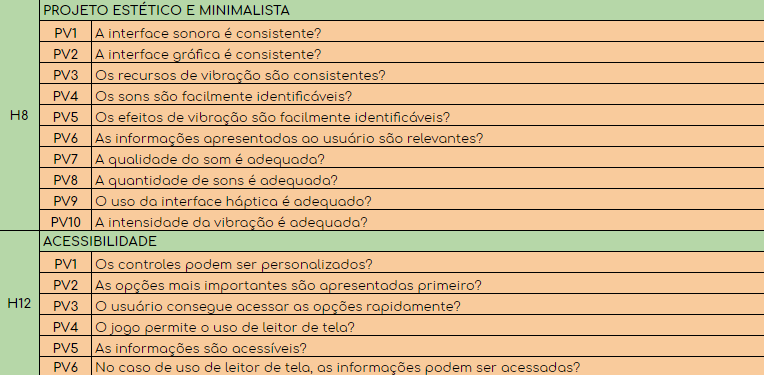 PROJETO ESTÉTICO E MINIMALISTA
PV1 A interface sonora é consistente?
PV2 A interface gráfica é consistente?
PV3 Os recursos de vibração são consistentes?
PV4 Os sons são facilmente identificáveis?
H8 PV5 Os efeitos de vibração são facilmente identificáveis?
PV6 As informações apresentadas ao usuário são relevantes?
PV7 A qualidade do som é adequada?
PV8 A quantidade de sons é adequada?
PV9 O uso da interface háptica é adequado?
PV10 A intensidade da vibração é adequada?
ACESSIBILIDADE
PV1 Os controles podem ser personalizados?
PV2 As opções mais importantes são apresentadas primeiro?
H12 PV3 O usuário consegue acessar as opções rapidamente?
PV4 O jogo permite o uso de leitor de tela?
PV5 As informações são acessíveis?
PV6 No caso de uso de leitor de tela, as informações podem ser acessadas?